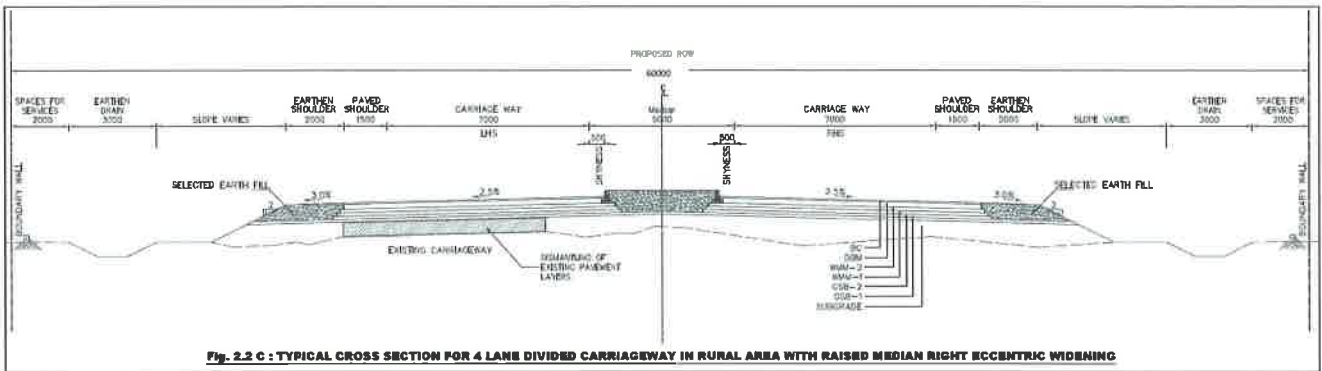 PROPOSED ROW
60000
SPACES FOR SERVICES
2000
EARTHEN DRAIN
3000
SLOPE VARIES
EARTHEN SHOULDER
2000
PAVED SHOULDER
1500
CARRIAGE WAY
7000
LHS
Median
5000
CARRIAGE WAY
7000
RHS
PAVED SHOULDER
1500
EARTHEN SHOULDER
2000
SLOPE VARIES
EARTHEN DRAIN
3000
SPACES FOR SERVICES
2000
500
500
SHYNESS
SHYNESS
BOUNDARY WALL
BOUNDARY WALL
SELECTED EARTH FILL
3.0%
2.5%
2.5%
3.0%
SELECTED EARTH FILL
2
2
EXISTING CARRIAGEWAY
DISMANTLING OF
EXISTING PAVEMENT
LAYERS
BC
DBM
WMM-2
WMM-1
GSB-2
GSB-1
SUBGRADE
Fig. 2.2 C : TYPICAL CROSS SECTION FOR 4 LANE DIVIDED CARRIAGEWAY IN RURAL AREA WITH RAISED MEDIAN RIGHT ECCENTRIC WIDENING